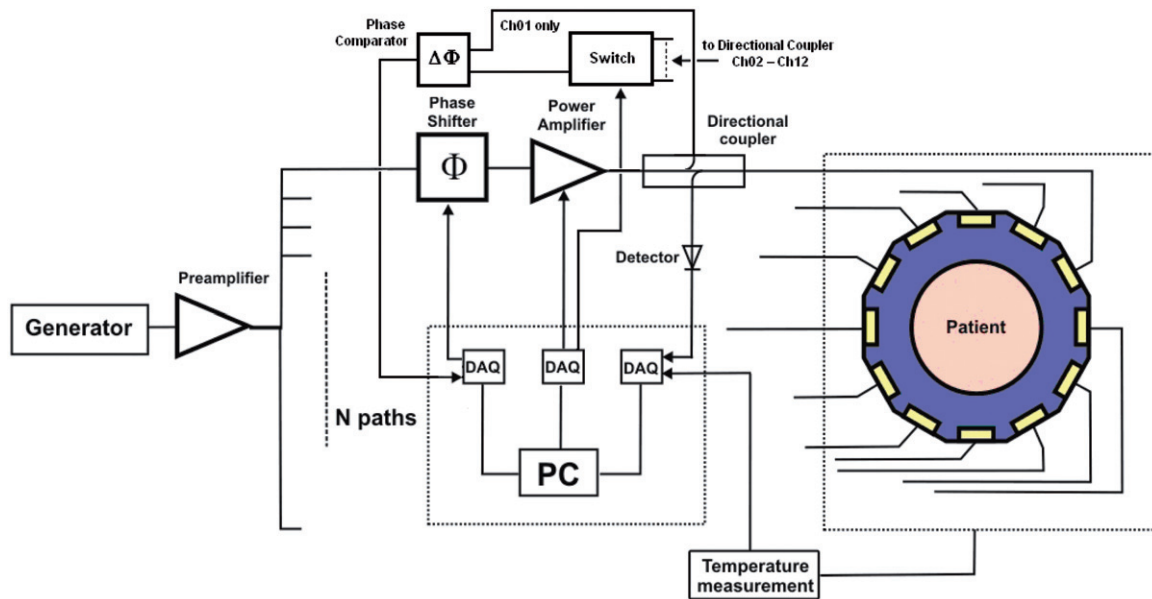 Phase
Comparator
ΔΦ
Ch01 only
Switch
to Directional Coupler
Ch02 – Ch12
Phase
Shifter
Φ
Power
Amplifier
Directional
coupler
Detector
Preamplifier
Generator
N paths
DAQ
DAQ
DAQ
PC
Patient
Temperature
measurement